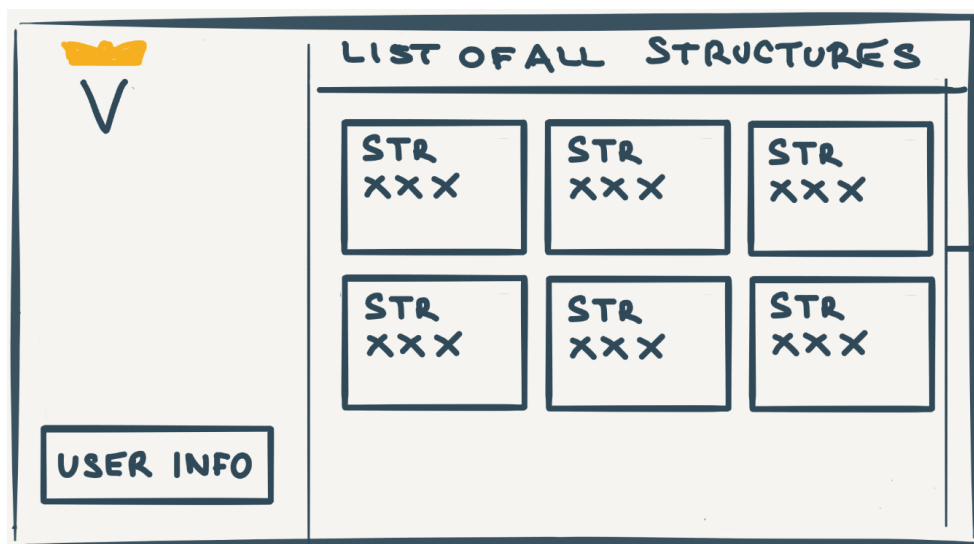 V
LIST OF ALL STRUCTURES
STR
XXX
STR
XXX
STR
XXX
STR
XXX
STR
XXX
STR
XXX
USER INFO